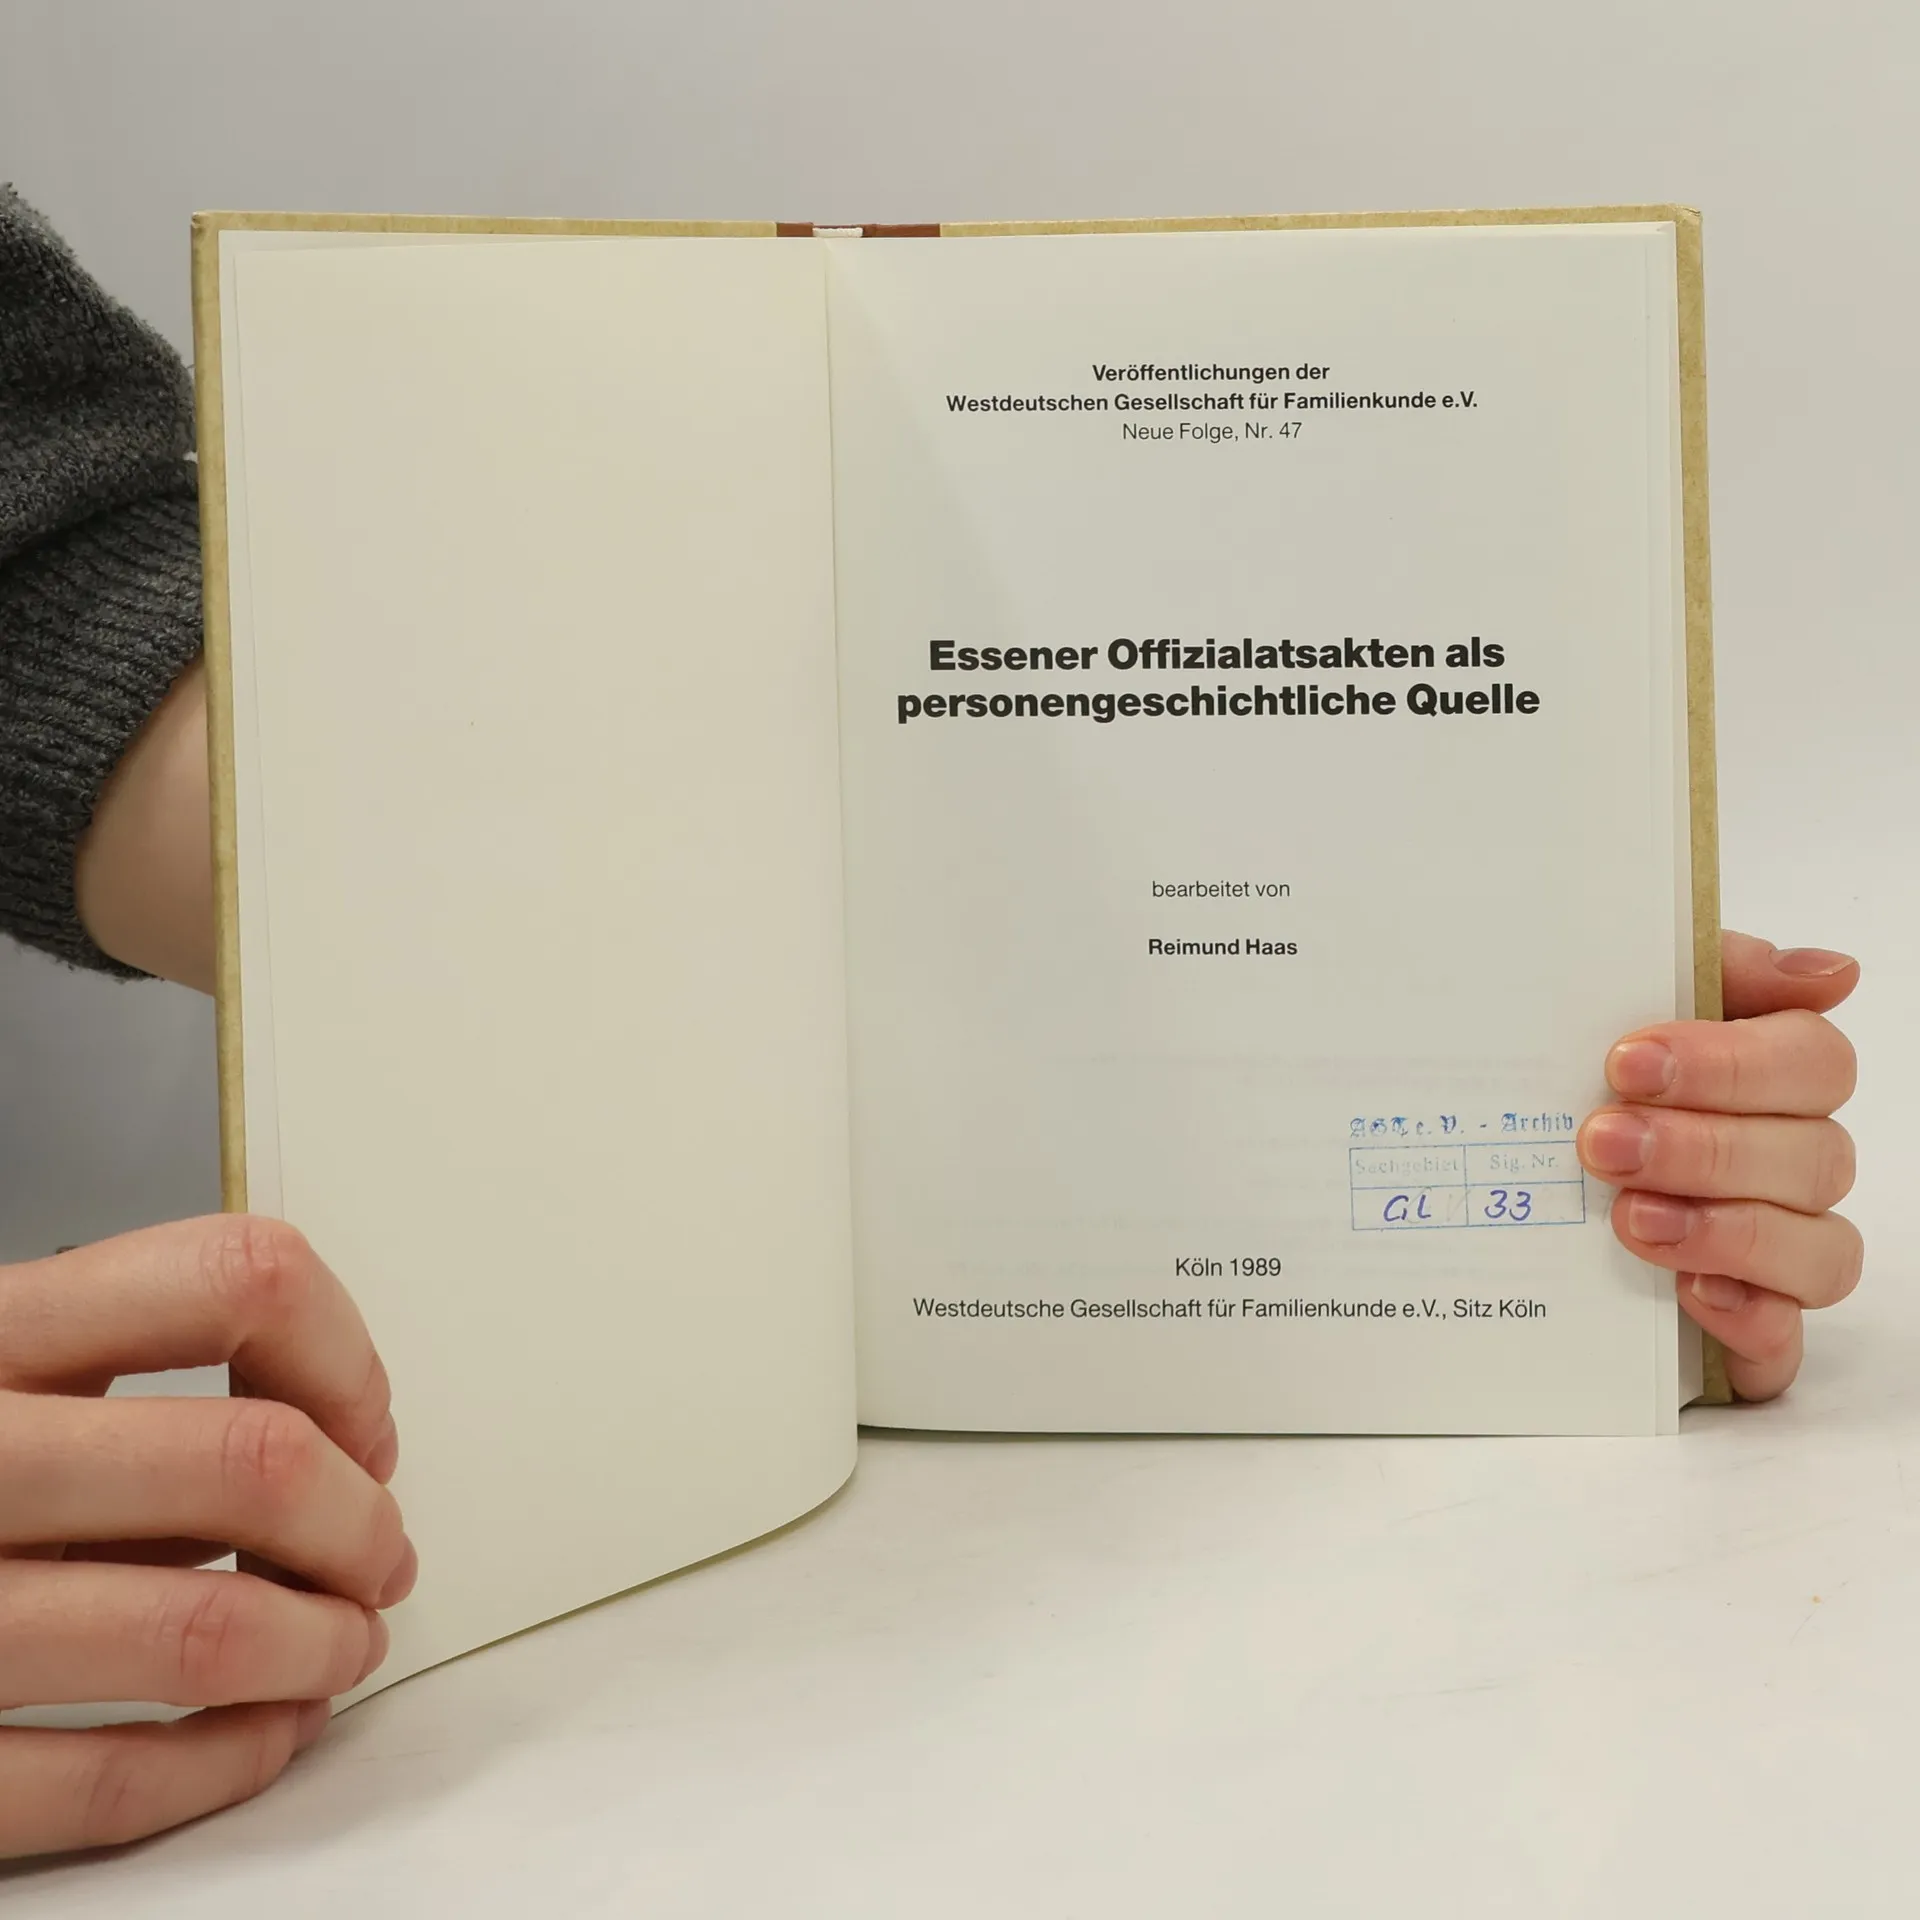 Veröffentlichungen der
Westdeutschen Gesellschaft für Familienkunde e.V.
Neue Folge, Nr. 47
Essener Offizialatsakten als
personengeschichtliche Quelle
bearbeitet von
Reimund Haas
e. V. - Archiv
Sachgebiet Sig. Nr.
GL 33
Köln 1989
Westdeutsche Gesellschaft für Familienkunde e.V., Sitz Köln